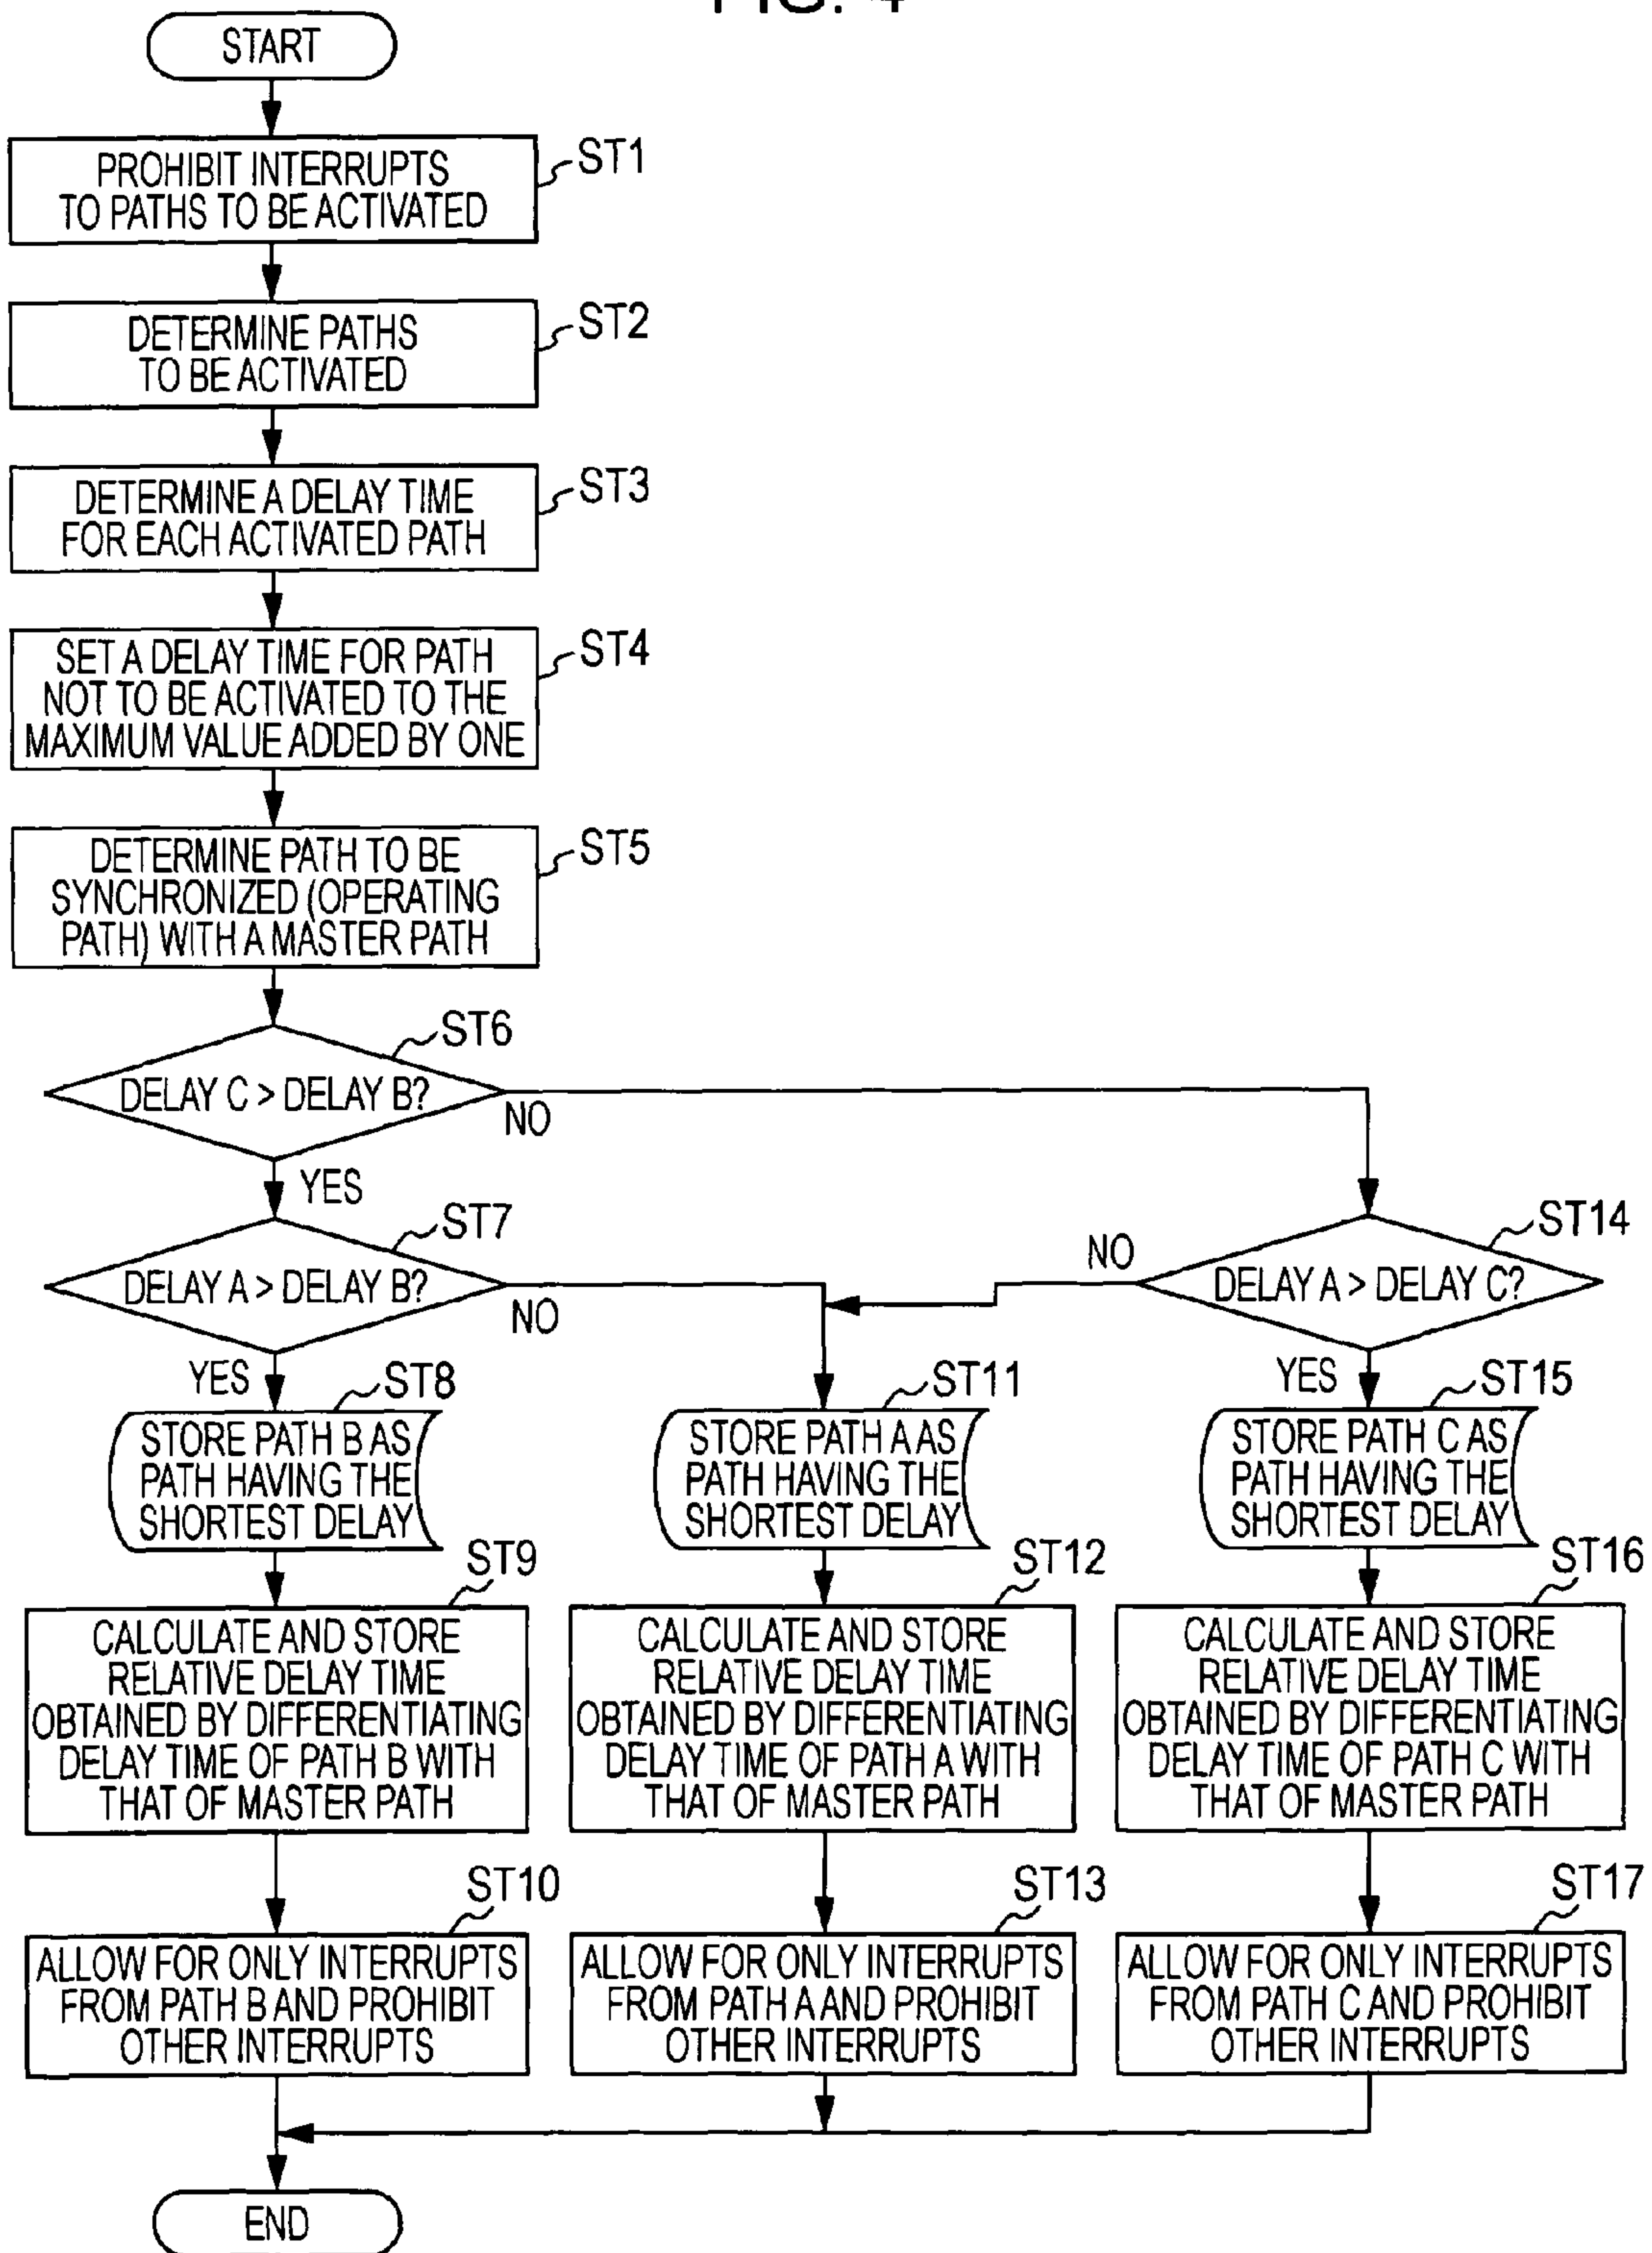 FIG. 4
START
PROHIBIT INTERRUPTS
TO PATHS TO BE ACTIVATED
ST1
DETERMINE PATHS
TO BE ACTIVATED
ST2
DETERMINE A DELAY TIME
FOR EACH ACTIVATED PATH
ST3
SET A DELAY TIME FOR PATH
NOT TO BE ACTIVATED TO THE
MAXIMUM VALUE ADDED BY ONE
ST4
DETERMINE PATH TO BE
SYNCHRONIZED (OPERATING
PATH) WITH A MASTER PATH
ST5
ST6
DELAY C > DELAY B?
NO
YES
ST7
DELAY A > DELAY B?
NO
YES
ST14
DELAY A > DELAY C?
NO
YES
ST8
STORE PATH B AS
PATH HAVING THE
SHORTEST DELAY
ST11
STORE PATH A AS
PATH HAVING THE
SHORTEST DELAY
ST15
STORE PATH C AS
PATH HAVING THE
SHORTEST DELAY
ST9
CALCULATE AND STORE
RELATIVE DELAY TIME
OBTAINED BY DIFFERENTIATING
DELAY TIME OF PATH B WITH
THAT OF MASTER PATH
ST12
CALCULATE AND STORE
RELATIVE DELAY TIME
OBTAINED BY DIFFERENTIATING
DELAY TIME OF PATH A WITH
THAT OF MASTER PATH
ST16
CALCULATE AND STORE
RELATIVE DELAY TIME
OBTAINED BY DIFFERENTIATING
DELAY TIME OF PATH C WITH
THAT OF MASTER PATH
ST10
ALLOW FOR ONLY INTERRUPTS
FROM PATH B AND PROHIBIT
OTHER INTERRUPTS
ST13
ALLOW FOR ONLY INTERRUPTS
FROM PATH A AND PROHIBIT
OTHER INTERRUPTS
ST17
ALLOW FOR ONLY INTERRUPTS
FROM PATH C AND PROHIBIT
OTHER INTERRUPTS
END